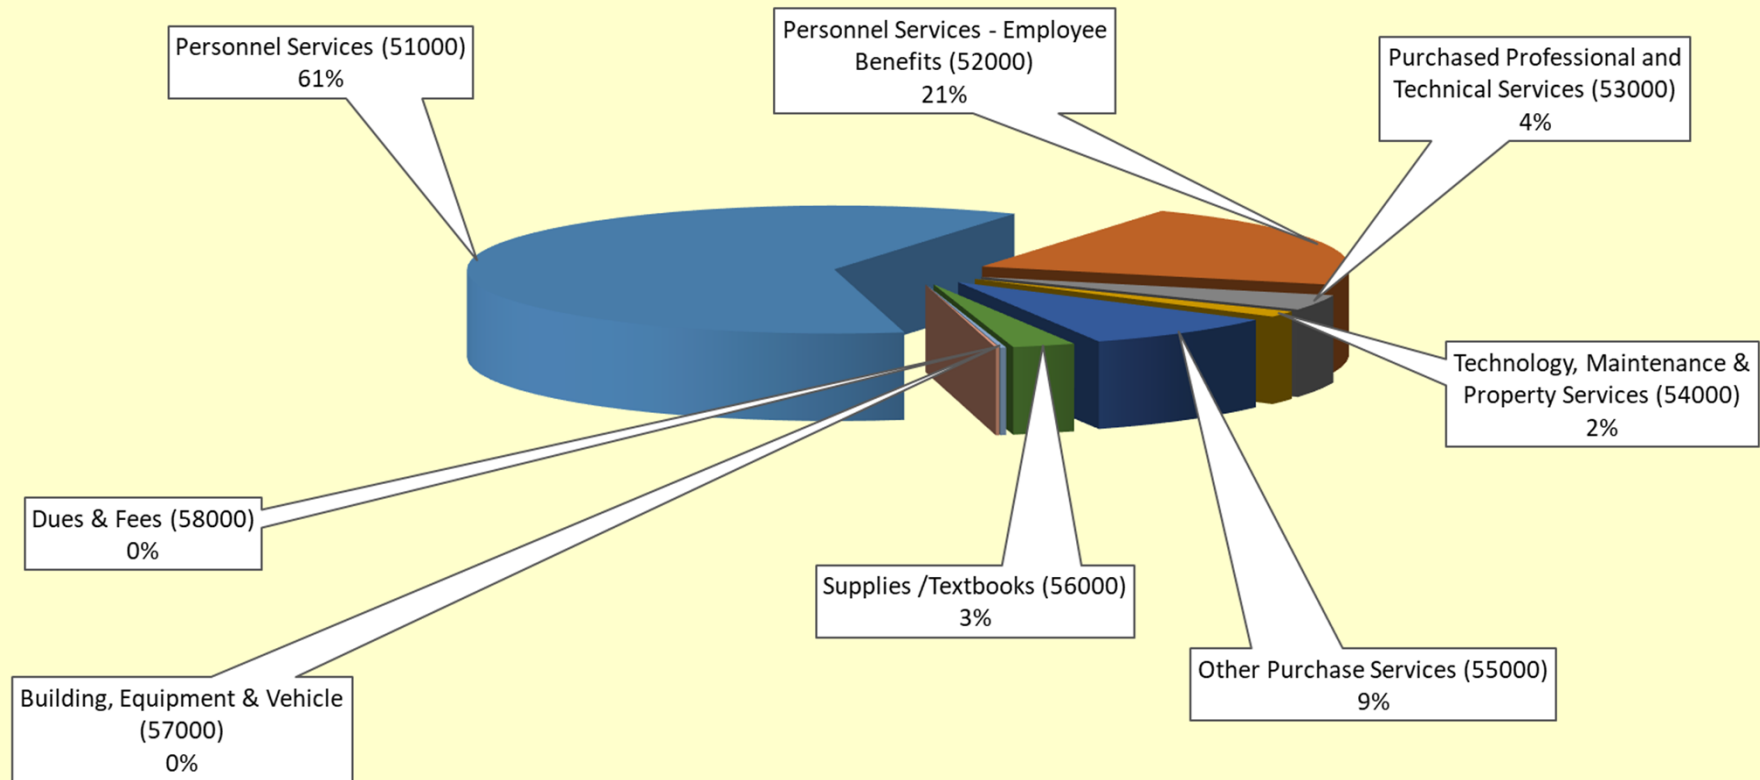 Personnel Services (51000)
61%
Personnel Services - Employee
Benefits (52000)
21%
Purchased Professional and
Technical Services (53000)
4%
Technology, Maintenance &
Property Services (54000)
2%
Dues & Fees (58000)
0%
Supplies /Textbooks (56000)
3%
Other Purchase Services (55000)
9%
Building, Equipment & Vehicle
(57000)
0%